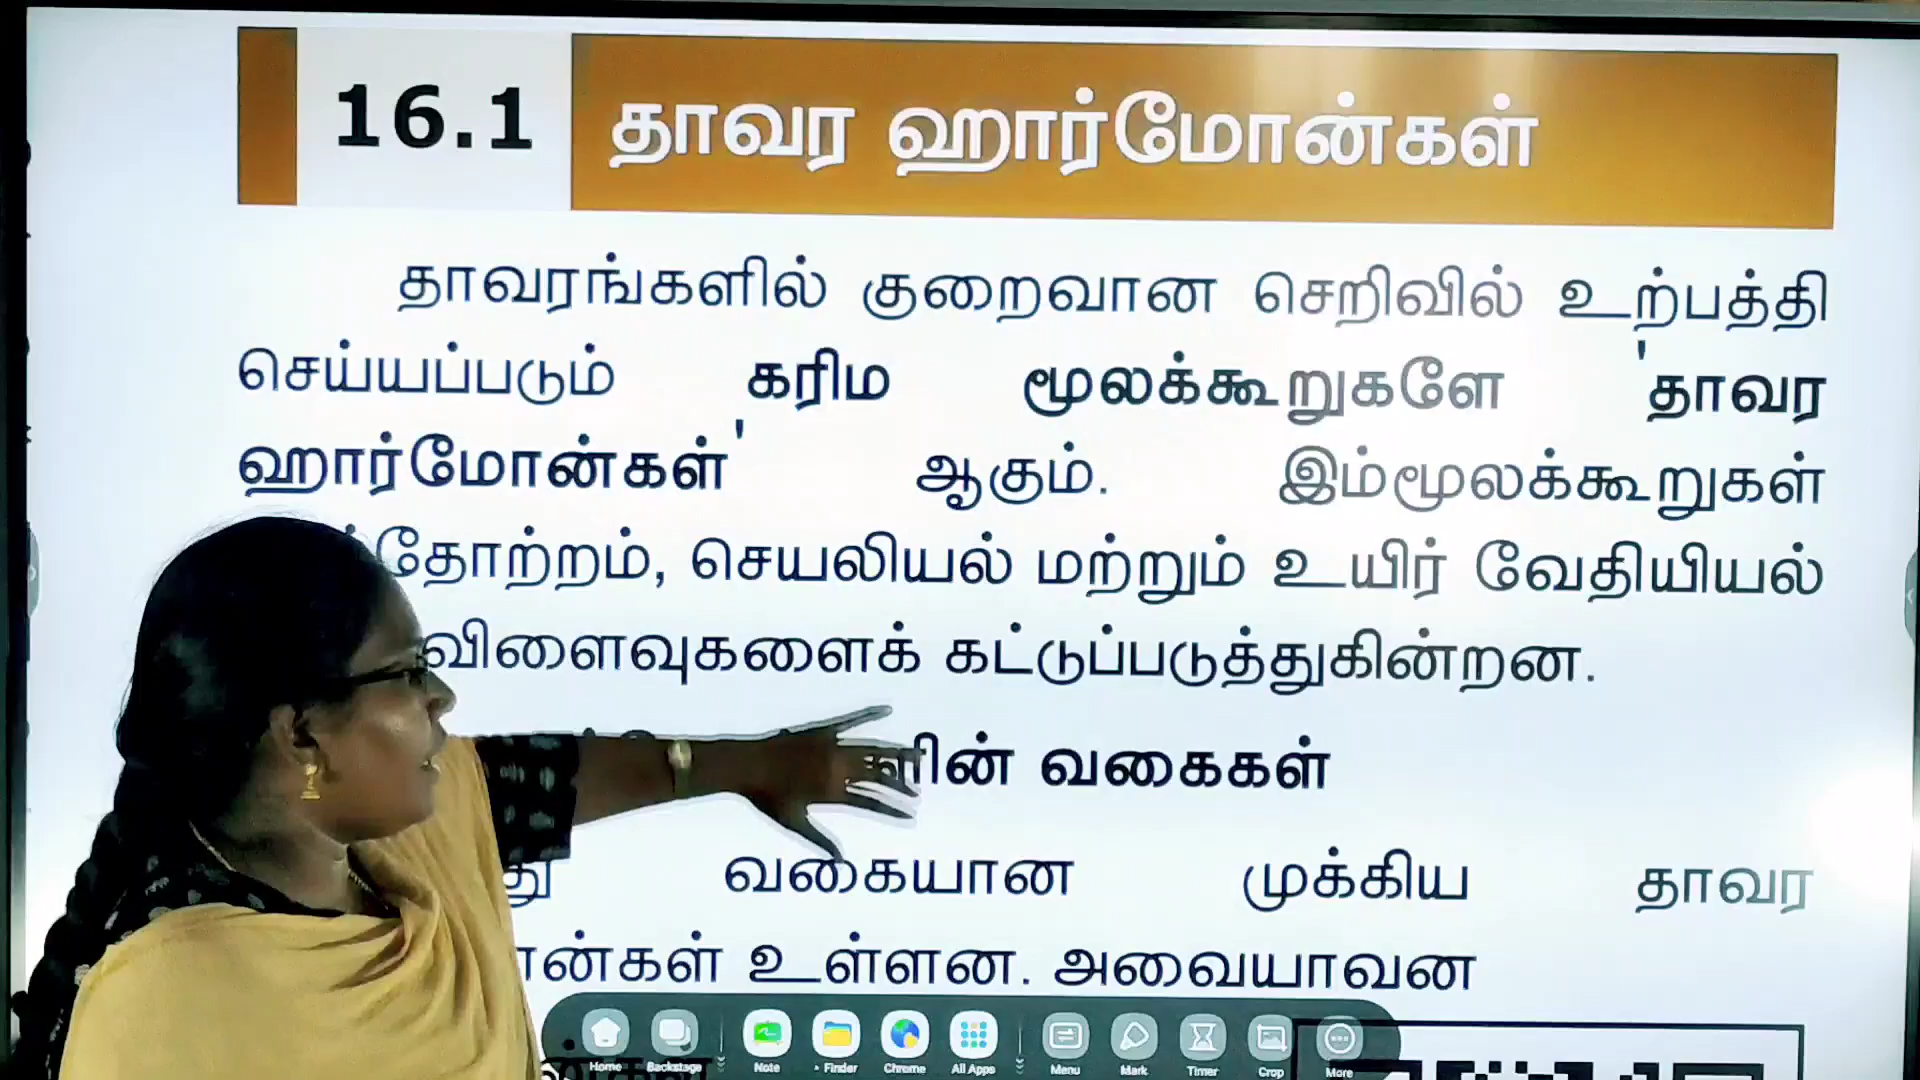 16.1 தாவர ஹார்மோன்கள்
தாவரங்களில் குறைவான செறிவில் உற்பத்தி
செய்யப்படும் கரிம மூலக்கூறுகளே 'தாவர
ஹார்மோன்கள்' ஆகும். இம்மூலக்கூறுகள்
செயலியல் மற்றும் உயிர் வேதியியல்
விளைவுகளைக் கட்டுப்படுத்துகின்றன.
வகைகள்
வகையான முக்கிய தாவர
உள்ளன. அவையாவன
Home Backstage Note Finder Chrome All Apps Menu Mark Timer Crop More